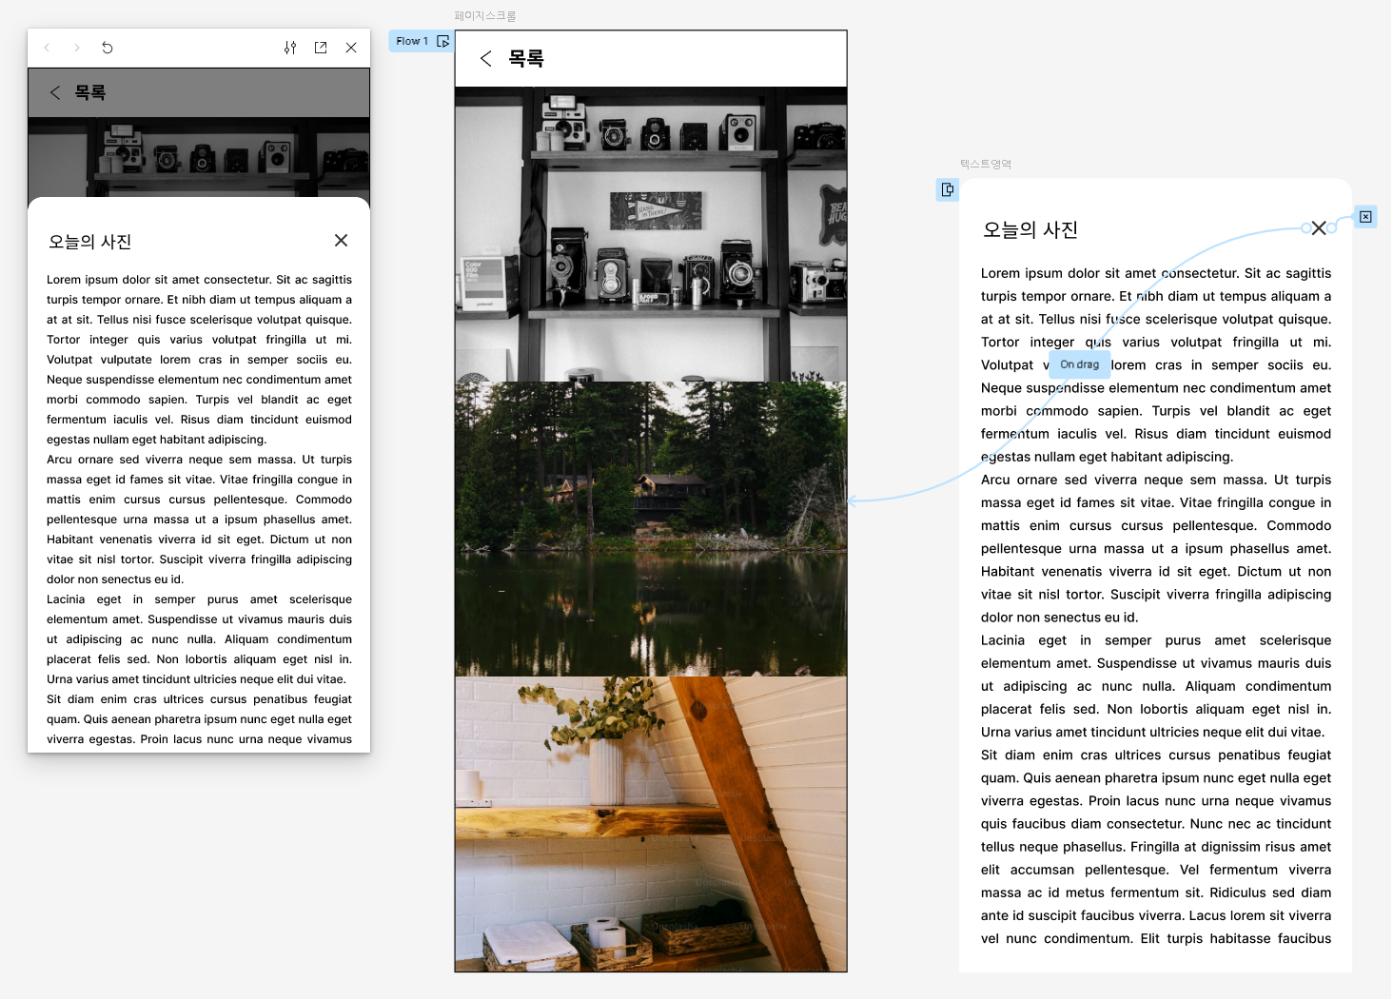 목록
오늘의 사진
Lorem ipsum dolor sit amet consectetur. Sit ac sagittis
turpis tempor ornare. Et nibh diam ut tempus aliquam a
at at sit. Tellus nisi fusce scelerisque volutpat quisque.
Tortor integer quis varius volutpat fringilla ut mi.
Volutpat vulputate lorem cras in semper sociis eu.
Neque suspendisse elementum nec condimentum amet
morbi commodo sapien. Turpis vel blandit ac eget
fermentum iaculis vel. Risus diam tincidunt euismod
egestas nullam eget habitant adipiscing.
Arcu ornare sed viverra neque sem massa. Ut turpis
massa eget id fames sit vitae. Vitae fringilla congue in
mattis enim cursus cursus pellentesque. Commodo
pellentesque urna massa ut a ipsum phasellus amet.
Habitant venenatis viverra id sit eget. Dictum ut non
vitae sit nisl tortor. Suscipit viverra fringilla adipiscing
dolor non senectus eu id.
Lacinia eget in semper purus amet scelerisque
elementum amet. Suspendisse ut vivamus mauris duis
ut adipiscing ac nunc nulla. Aliquam condimentum
placerat felis sed. Non lobortis aliquam eget nisl in.
Urna varius amet tincidunt ultricies neque elit dui vitae.
Sit diam enim cras ultrices cursus penatibus feugiat
quam. Quis aenean pharetra ipsum nunc eget nulla eget
viverra egestas. Proin lacus nunc urna neque vivamus
페이지스크롤
Flow 1
목록
Color
600
Film
polaroid
HANG
IN THERE!
BEA
HUG
텍스트영역
오늘의 사진
Lorem ipsum dolor sit amet consectetur. Sit ac sagittis
turpis tempor ornare. Et nibh diam ut tempus aliquam a
at at sit. Tellus nisi fusce scelerisque volutpat quisque.
Tortor integer quis varius volutpat fringilla ut mi.
Volutpat v On drag lorem cras in semper sociis eu.
Neque suspendisse elementum nec condimentum amet
morbi commodo sapien. Turpis vel blandit ac eget
fermentum iaculis vel. Risus diam tincidunt euismod
egestas nullam eget habitant adipiscing.
Arcu ornare sed viverra neque sem massa. Ut turpis
massa eget id fames sit vitae. Vitae fringilla congue in
mattis enim cursus cursus pellentesque. Commodo
pellentesque urna massa ut a ipsum phasellus amet.
Habitant venenatis viverra id sit eget. Dictum ut non
vitae sit nisl tortor. Suscipit viverra fringilla adipiscing
dolor non senectus eu id.
Lacinia eget in semper purus amet scelerisque
elementum amet. Suspendisse ut vivamus mauris duis
ut adipiscing ac nunc nulla. Aliquam condimentum
placerat felis sed. Non lobortis aliquam eget nisl in.
Urna varius amet tincidunt ultricies neque elit dui vitae.
Sit diam enim cras ultrices cursus penatibus feugiat
quam. Quis aenean pharetra ipsum nunc eget nulla eget
viverra egestas. Proin lacus nunc urna neque vivamus
quis faucibus diam consectetur. Nunc nec ac tincidunt
tellus neque phasellus. Fringilla at dignissim risus amet
elit accumsan pellentesque. Vel fermentum viverra
massa ac id metus fermentum sit. Ridiculus sed diam
ante id suscipit faucibus viverra. Lacus lorem sit viverra
vel nunc condimentum. Elit turpis habitasse faucibus